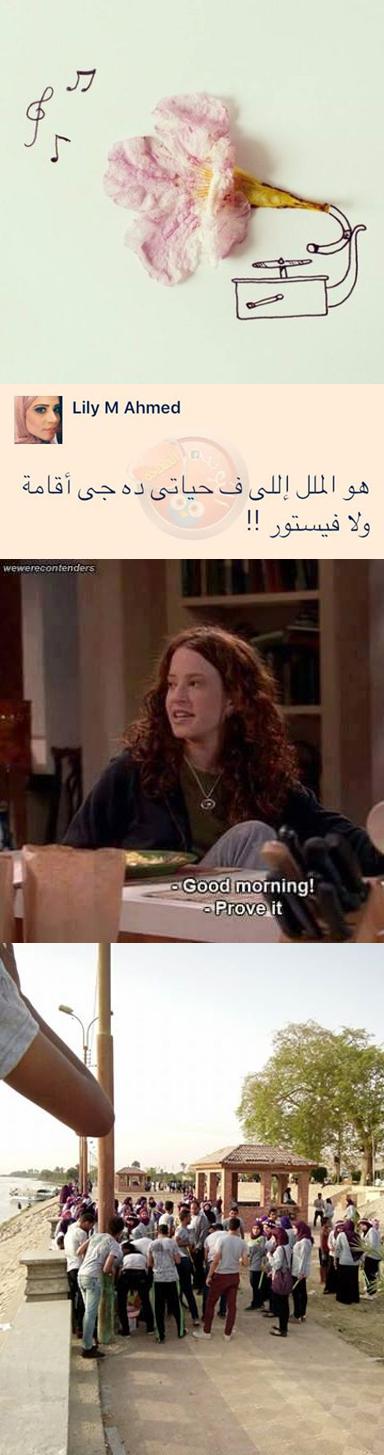 Lily M Ahmed
هو الملل إللى ف حياتى ده جى أقامة
ولا فيستور !!
wewerecontenders
- Good morning!
- Prove it